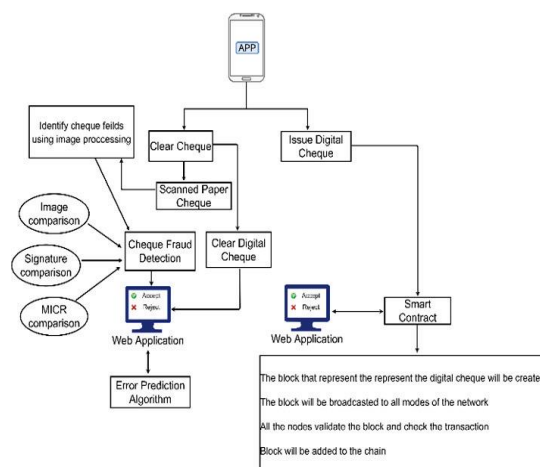 APP
Identify cheque feilds
using image proccessing
Clear Cheque
Issue Digital
Cheque
Scanned Paper
Cheque
Image
comparison
Signature
comparison
MICR
comparison
Cheque Fraud
Detection
Clear Digital
Cheque
Accept
Reject
Web Application
Accept
Reject
Web Application
Smart
Contract
Error Prediction
Algorithm
The block that represent the represent the digital cheque will be create
The block will be broadcasted to all modes of the network
All the nodes validate the block and check the transaction
Block will be added to the chain